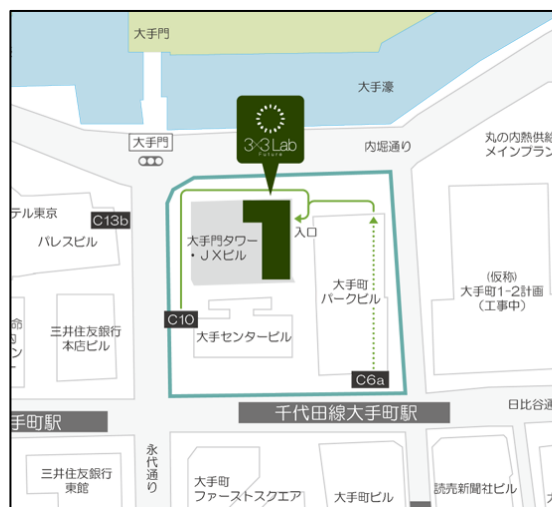 大手門
大手濠
3×3 Lab
Future
大手門
内堀通り
丸の内熱供給
メインプラン
テル東京
C13b
パレスビル
大手門タワー
・JXビル
入口
大手町
パークビル
(仮称)
大手町1-2計画
(工事中)
C10
三井住友銀行
本店ビル
大手センタービル
C6a
手町駅
千代田線大手町駅
日比谷通
永代通り
三井住友銀行
東館
大手町
ファーストスクエア
大手町ビル
読売新聞社ビル